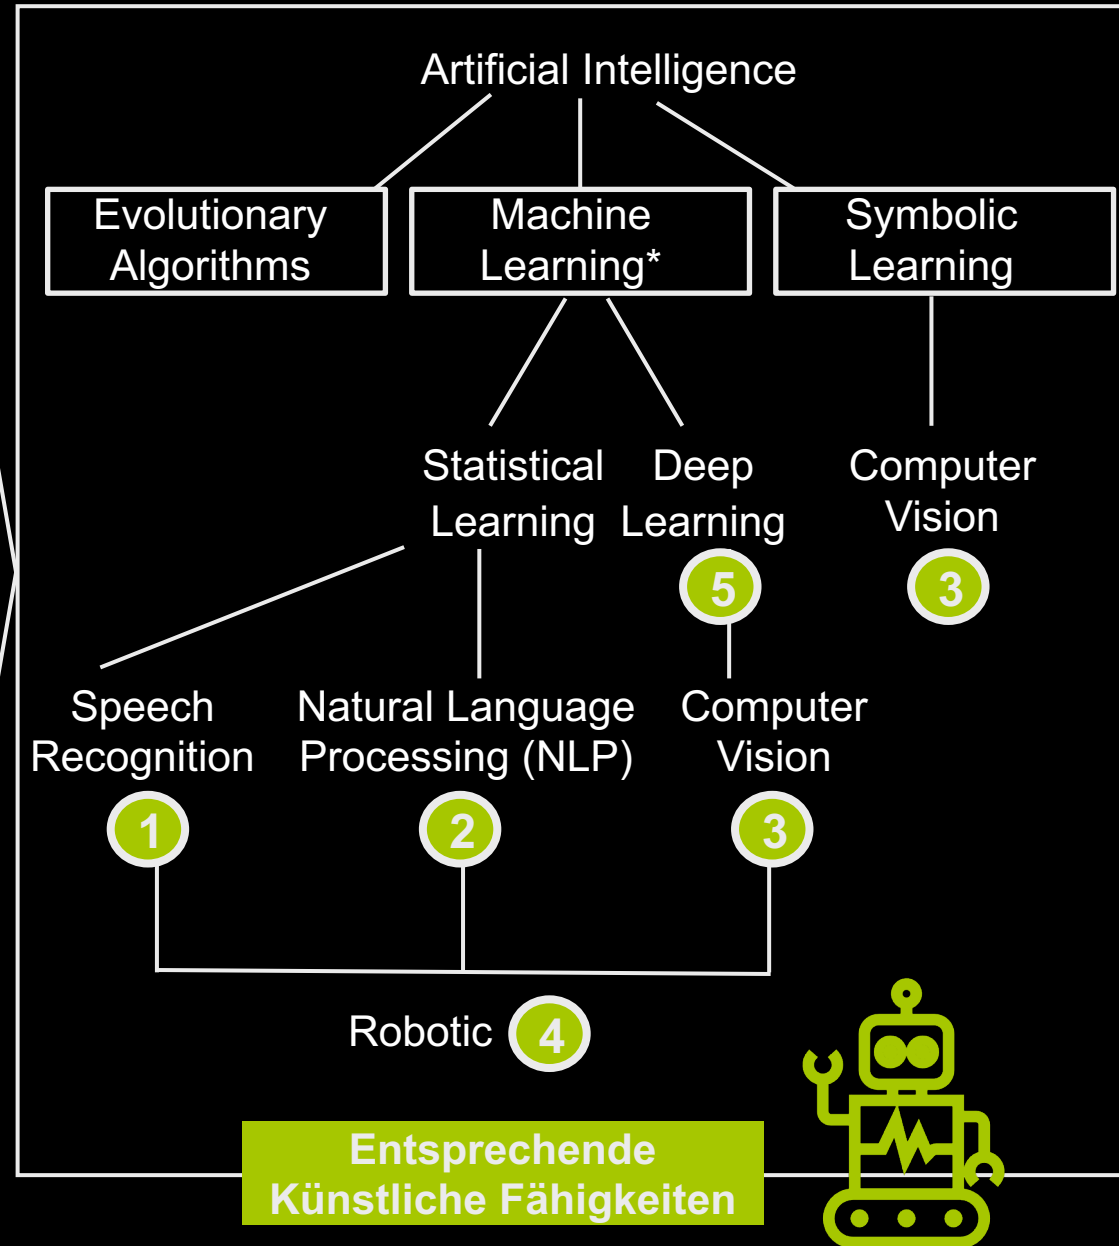 Artificial Intelligence
Evolutionary
Algorithms
Machine
Learning*
Symbolic
Learning
Statistical
Learning
Deep
Learning
5
Computer
Vision
3
Speech
Recognition
1
Natural Language
Processing (NLP)
2
Computer
Vision
3
Robotic
4
Entsprechende
Künstliche Fähigkeiten